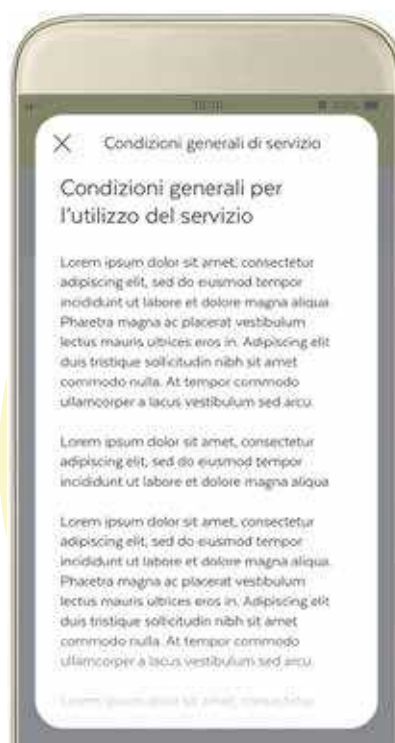 Condizioni generali di servizio
Condizioni generali per
l'utilizzo del servizio
Lorem ipsum dolor sit amet, consectetur
adipiscing elit, sed do eiusmod tempor
incididunt ut labore et dolore magna aliqua.
Pharetra magna ac placerat vestibulum
lectus mauris ultrices eros in. Adipiscing elit
duis tristique sollicitudin nibh sit amet
commodo nulla. At tempor commodo
ullamcorper a lacus vestibulum sed arcu.
Lorem ipsum dolor sit amet, consectetur
adipiscing elit, sed do eiusmod tempor
incididunt ut labore et dolore magna aliqua
Lorem ipsum dolor sit amet, consectetur
adipiscing elit, sed do eiusmod tempor
incididunt ut labore et dolore magna aliqua.
Pharetra magna ac placerat vestibulum
lectus mauris ultrices eros in. Adipiscing elit
duis tristique sollicitudin nibh sit amet
commodo nulla. At tempor commodo
ullamcorper a lacus vestibulum sed arcu.
Lorem ipsum dolor sit amet, consectetur